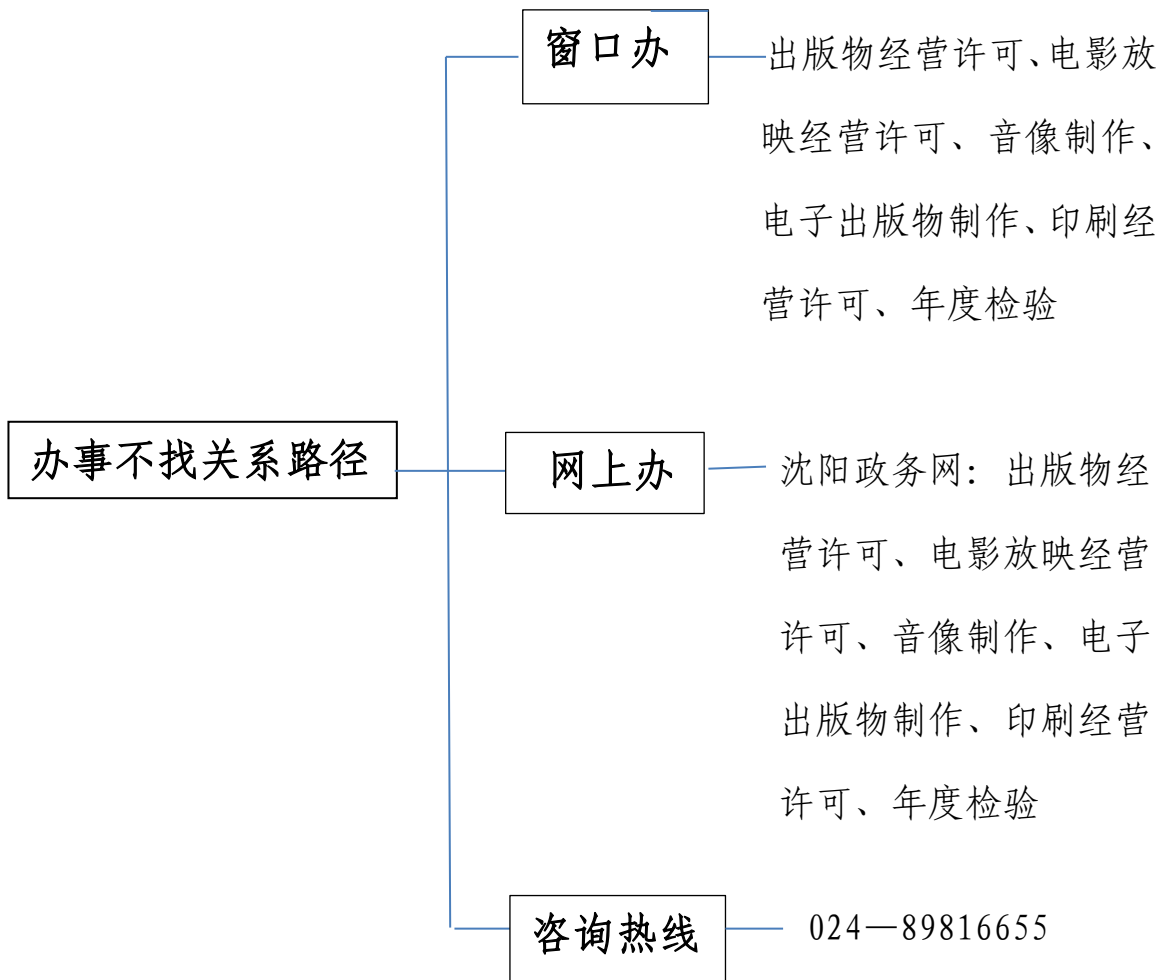 窗口办
出版物经营许可、电影放
映经营许可、音像制作、
电子出版物制作、印刷经
营许可、年度检验
办事不找关系路径
网上办
沈阳政务网：出版物经
营许可、电影放映经营
许可、音像制作、电子
出版物制作、印刷经营
许可、年度检验
咨询热线
024—89816655